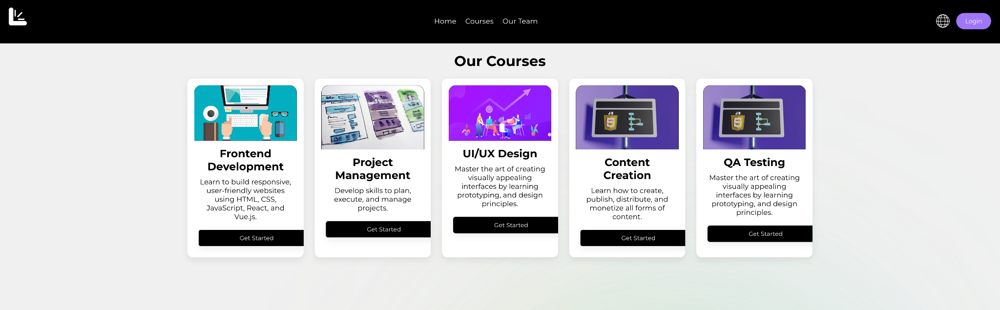 Home Courses Our Team
Login
Our Courses
Frontend
Development
Learn to build responsive,
user-friendly websites
using HTML, CSS,
JavaScript, React, and
Vue.js.
Get Started
Project
Management
Develop skills to plan,
execute, and manage
projects.
Get Started
UI/UX Design
Master the art of creating
visually appealing
interfaces by learning
prototyping, and design
principles.
Get Started
JS
5
Content
Creation
Learn how to create,
publish, distribute, and
monetize all forms of
content.
Get Started
JS
5
QA Testing
Master the art of creating
visually appealing
interfaces by learning
prototyping, and design
principles.
Get Started